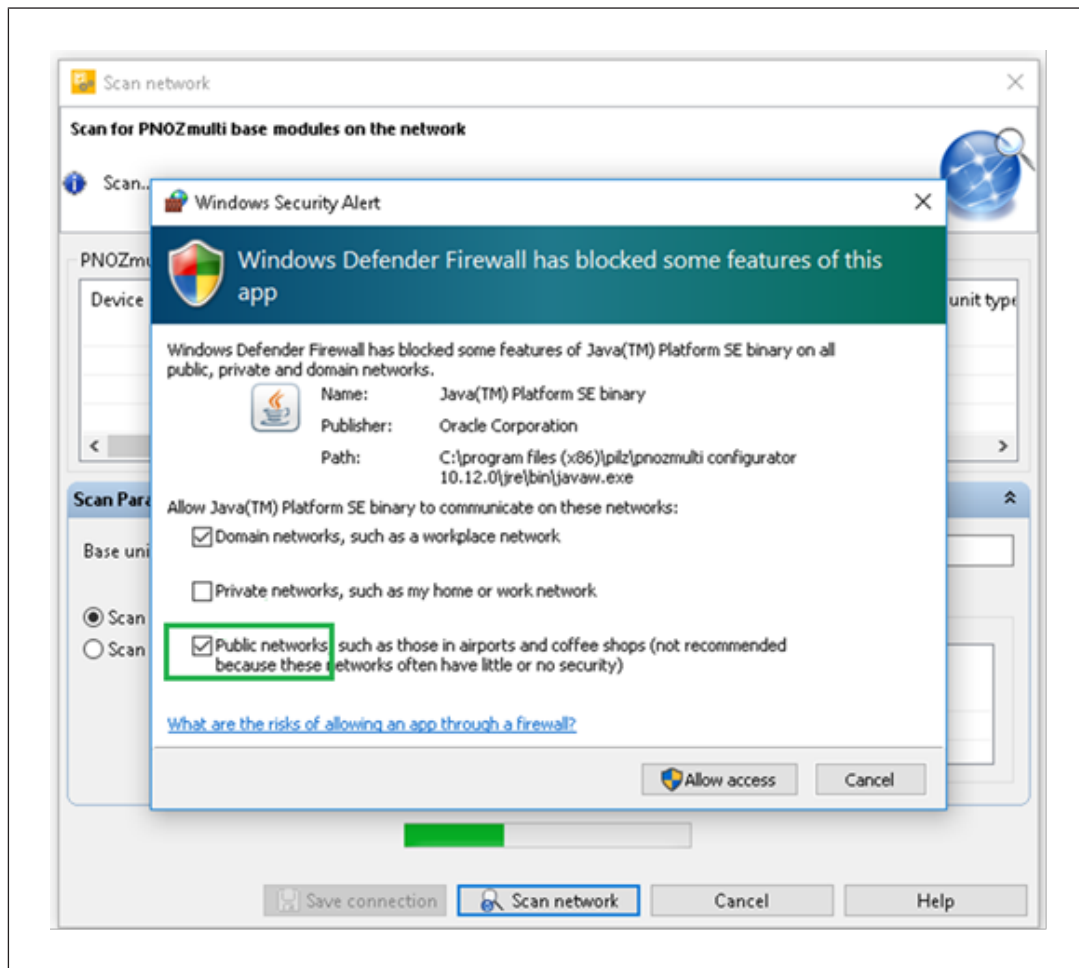 Scan network
Scan for PNOZmulti base modules on the network
Scan..
Windows Security Alert
Windows Defender Firewall has blocked some features of this
app
PNOZmu
Device
unit type
Windows Defender Firewall has blocked some features of Java(TM) Platform SE binary on all
public, private and domain networks.
Name: Java(TM) Platform SE binary
Publisher: Oracle Corporation
Path: C:\program files (x86)\pilz\pnozmulti configurator
10.12.0\jre\bin\javaw.exe
Scan Para
Allow Java(TM) Platform SE binary to communicate on these networks:
Domain networks, such as a workplace network
Base uni
Private networks, such as my home or work network
Scan
Scan
Public networks, such as those in airports and coffee shops (not recommended
because these networks often have little or no security)
What are the risks of allowing an app through a firewall?
Allow access Cancel
Save connection Scan network Cancel Help